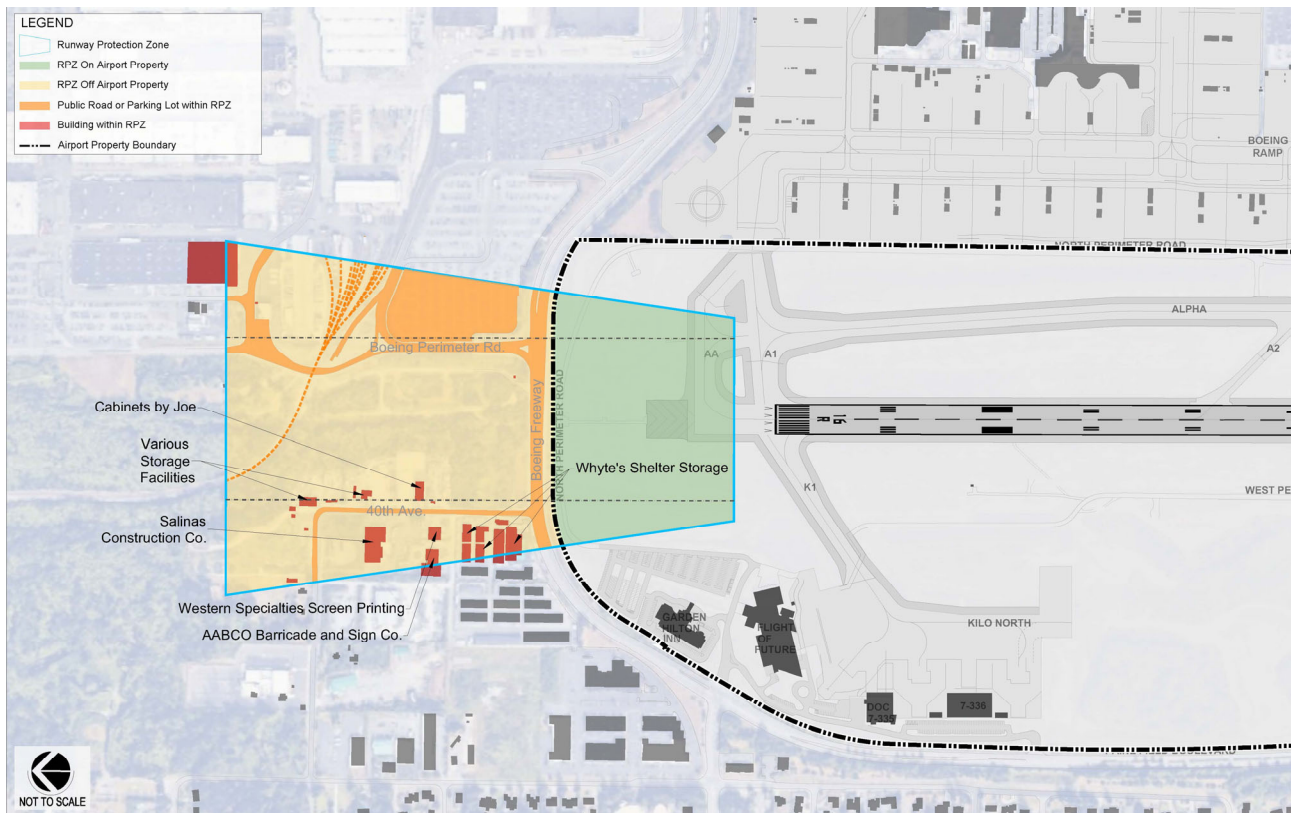 LEGEND
Runway Protection Zone
RPZ On Airport Property
RPZ Off Airport Property
Public Road or Parking Lot within RPZ
Building within RPZ
Airport Property Boundary
BOEING
RAMP
NORTH PERIMETER ROAD
ALPHA
AA
A1
A2
Boeing Perimeter Rd.
Cabinets by Joe
Various
Storage
Facilities
Boeing Freeway
NORTH PERIMETER ROAD
Whyte's Shelter Storage
16R
K1
WEST PE
40th Ave.
Salinas
Construction Co.
Western Specialties Screen Printing
AABCO Barricade and Sign Co.
GARDEN
HILTON
INN
FLIGHT
OF
FUTURE
KILO NORTH
DOC
7-335
7-336
NOT TO SCALE